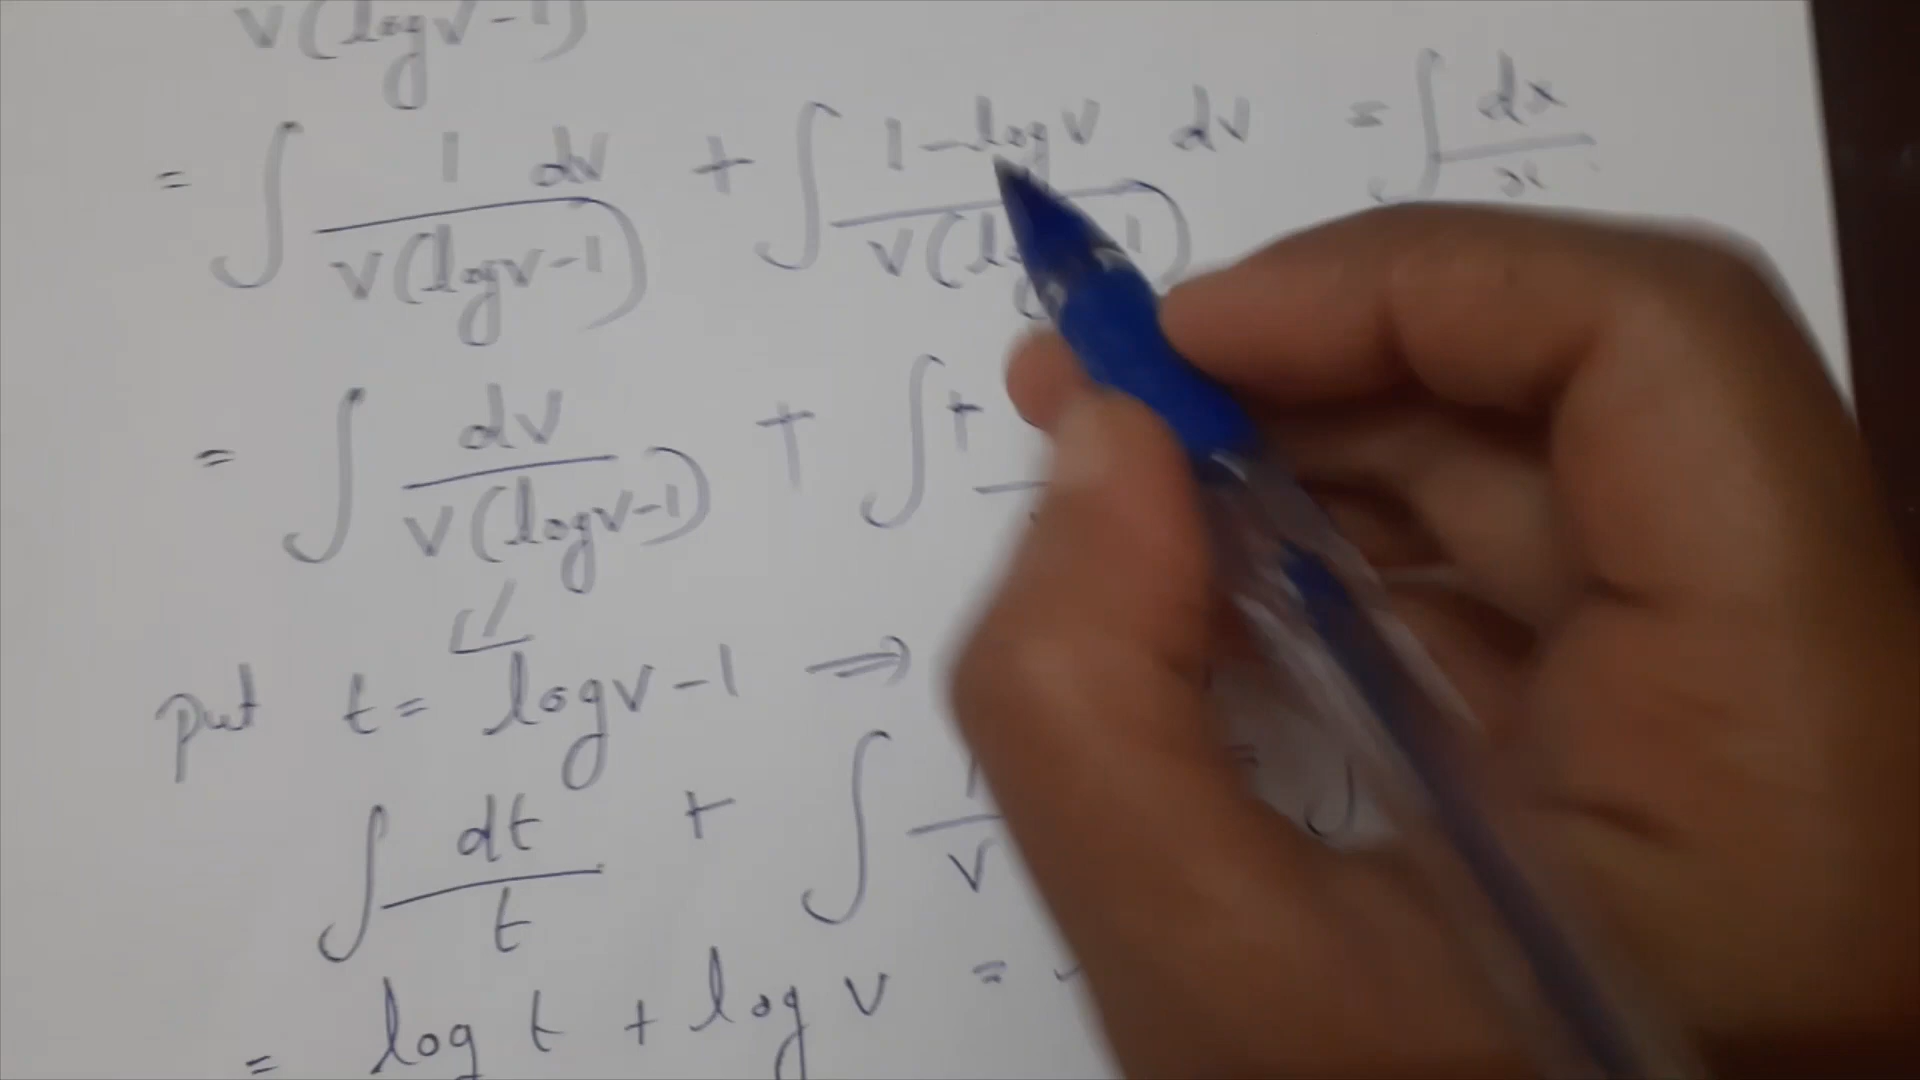 v(logv-1)
= ∫ 1 dv / v(logv-1) + ∫ 1-logv dv / v(l 1) = ∫ dx / x
= ∫ dv / v(logv-1) + ∫ +
put t = logv-1 ⇒
∫ dt / t + ∫ / v =
= log t + log v =